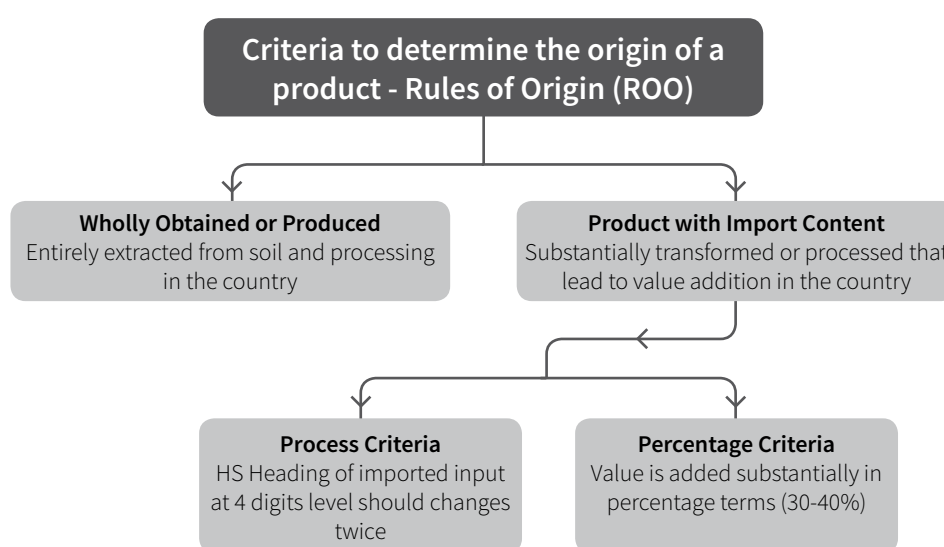 Criteria to determine the origin of a
product - Rules of Origin (ROO)
Wholly Obtained or Produced
Entirely extracted from soil and processing
in the country
Product with Import Content
Substantially transformed or processed that
lead to value addition in the country
Process Criteria
HS Heading of imported input
at 4 digits level should changes
twice
Percentage Criteria
Value is added substantially in
percentage terms (30-40%)